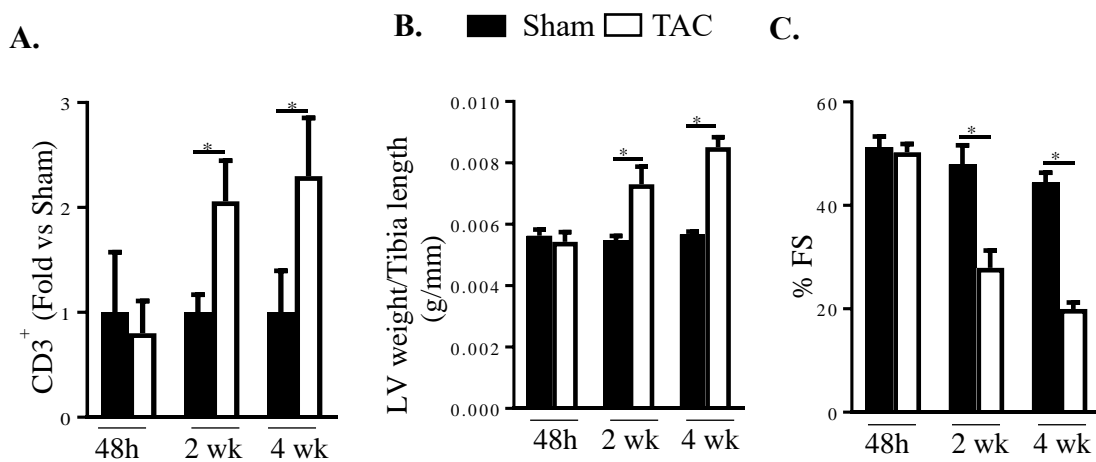 A.
B.
Sham
TAC
C.
CD3+ (Fold vs Sham)
3
2
1
0
*
*
48h
2 wk
4 wk
LV weight/Tibia length
(g/mm)
0.010
0.008
0.006
0.004
0.002
0.000
*
*
48h
2 wk
4 wk
% FS
60
40
20
0
*
*
48h
2 wk
4 wk